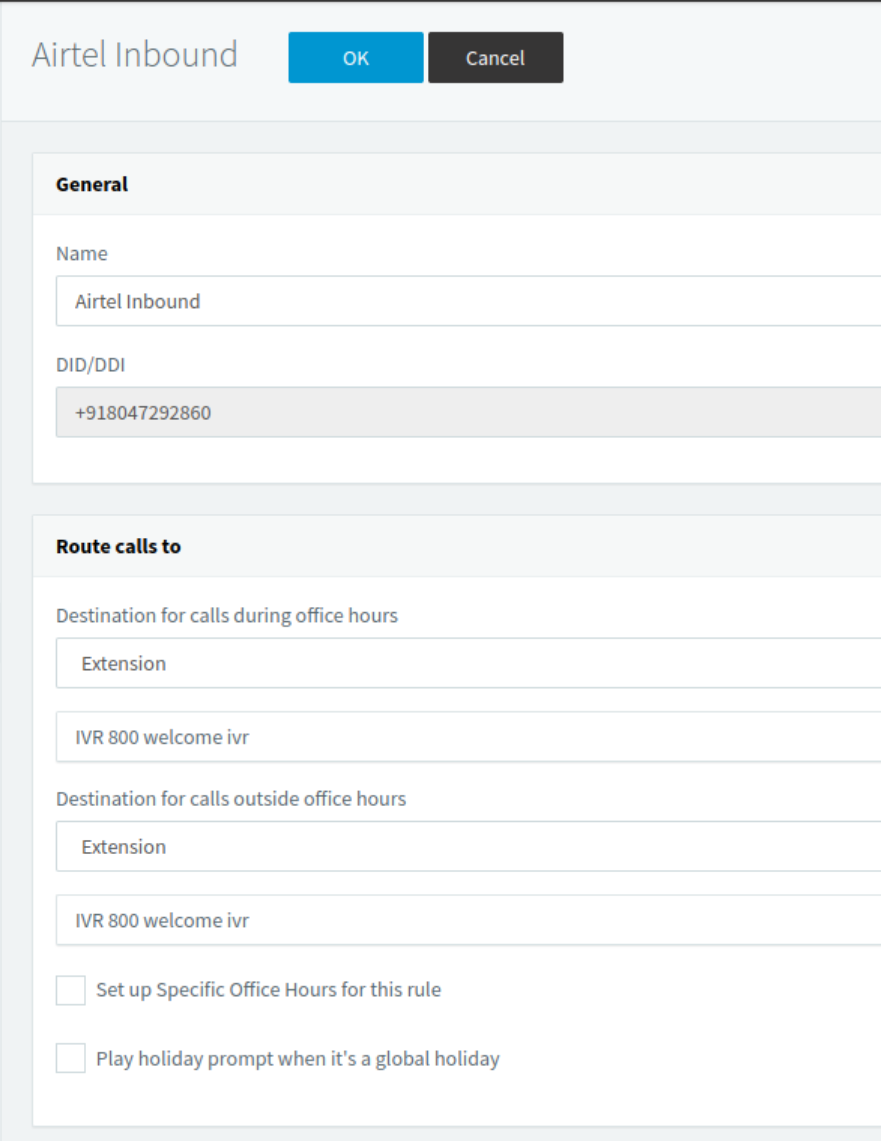 Airtel Inbound
OK
Cancel
General
Name
Airtel Inbound
DID/DDI
+918047292860
Route calls to
Destination for calls during office hours
Extension
IVR 800 welcome ivr
Destination for calls outside office hours
Extension
IVR 800 welcome ivr
Set up Specific Office Hours for this rule
Play holiday prompt when it's a global holiday